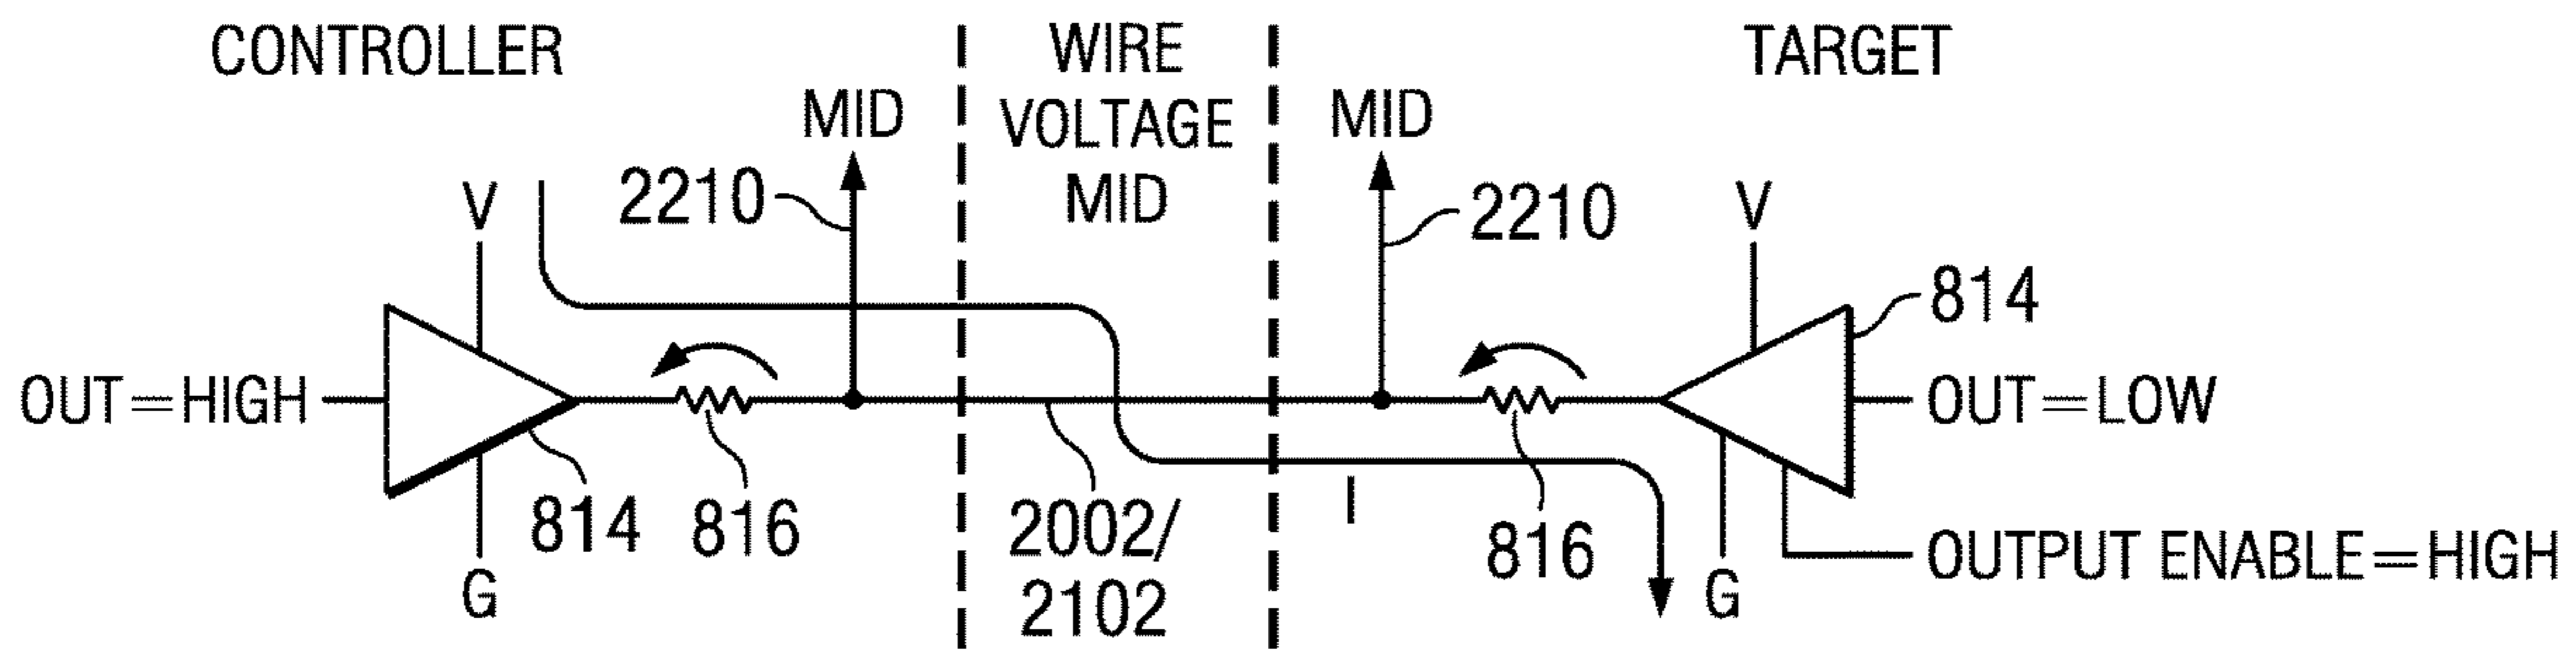 CONTROLLER
WIRE
VOLTAGE
MID
TARGET
MID
MID
V
2210
2210
V
814
OUT=HIGH
OUT=LOW
814
816
2002/
2102
I
816
OUTPUT ENABLE=HIGH
G
G